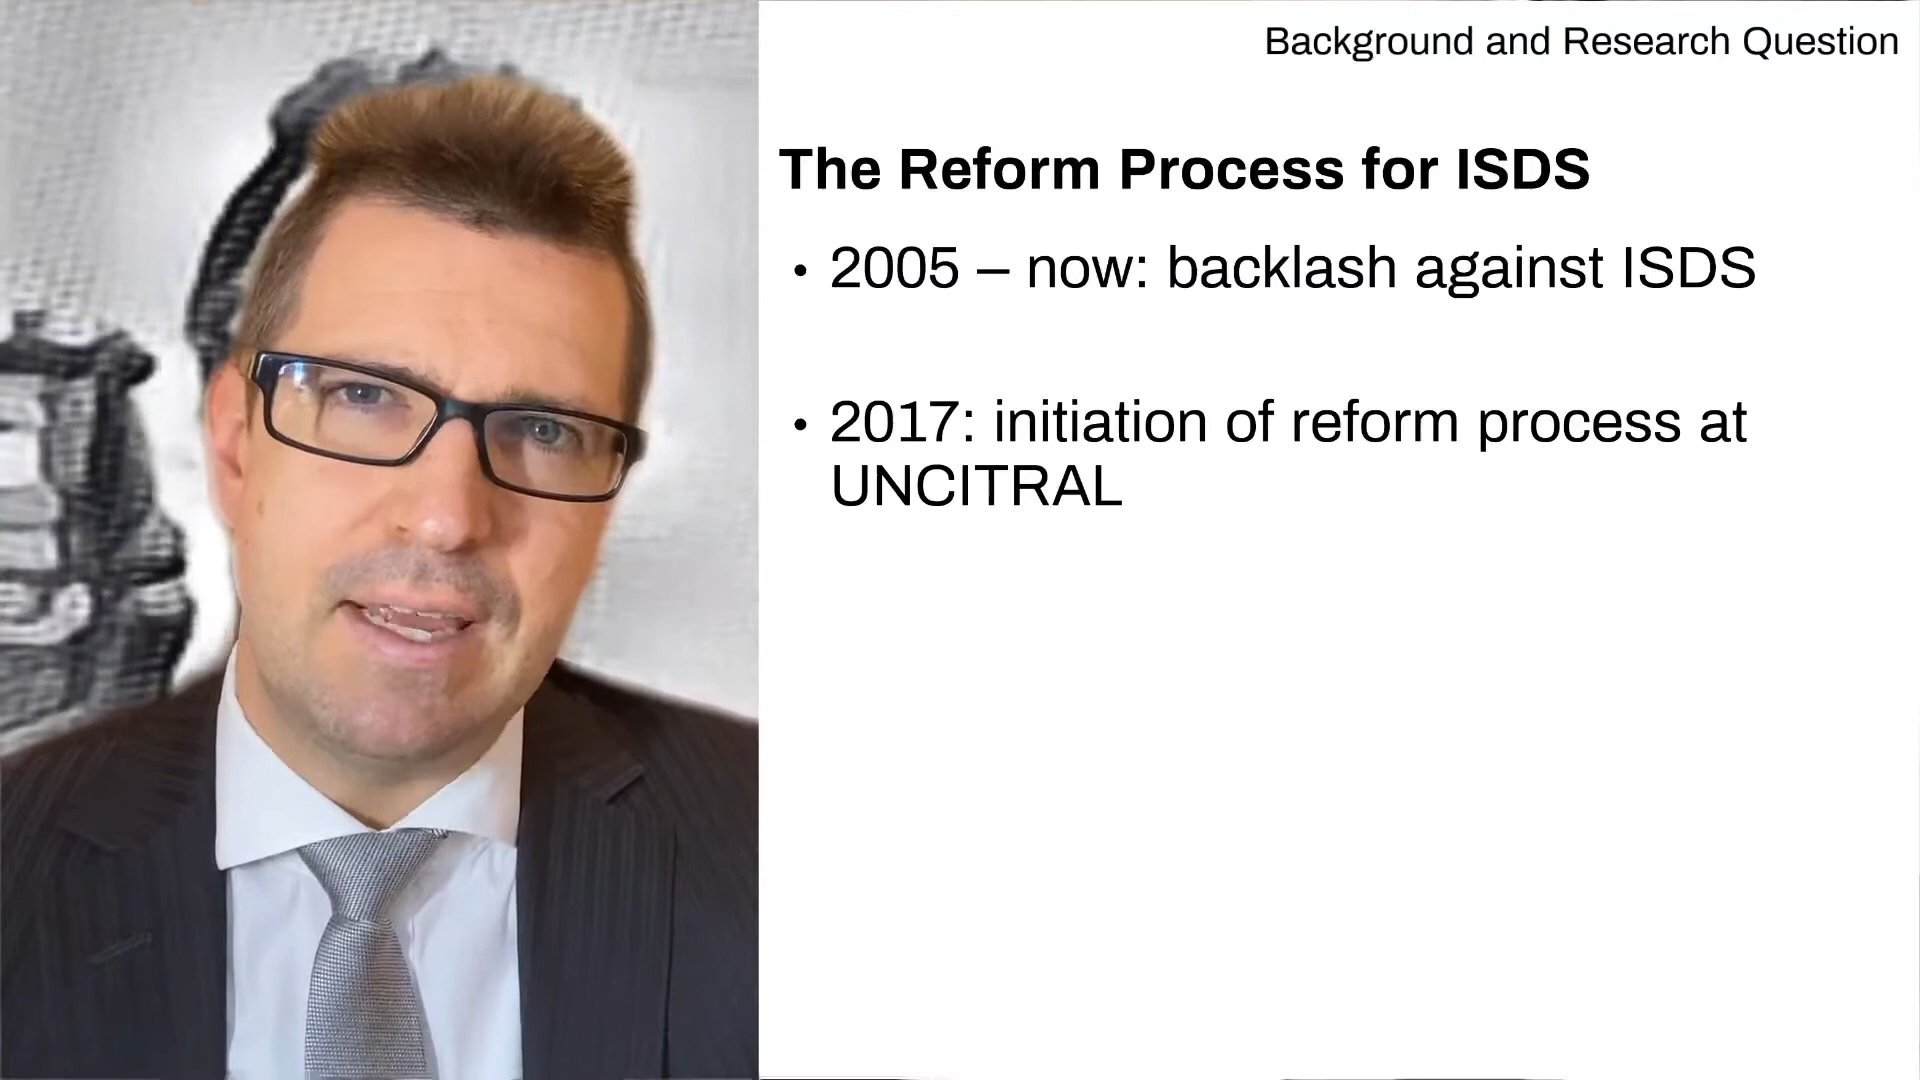 Background and Research Question
The Reform Process for ISDS
• 2005 – now: backlash against ISDS
• 2017: initiation of reform process at
UNCITRAL